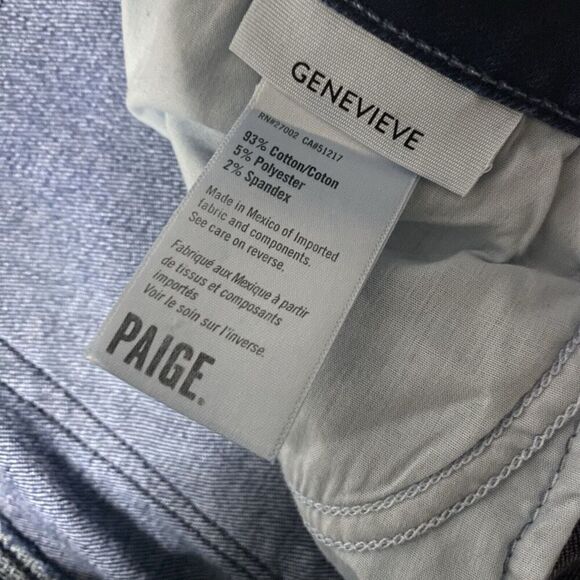 GENEVIEVE
RN#27002 CA#51217
93% Cotton/Coton
5% Polyester
2% Spandex
Made in Mexico of Imported
fabric and components.
See care on reverse.
Fabriqué aux Mexique à partir
de tissus et composants
importés
Voir le soin sur l'inverse.
PAIGE®